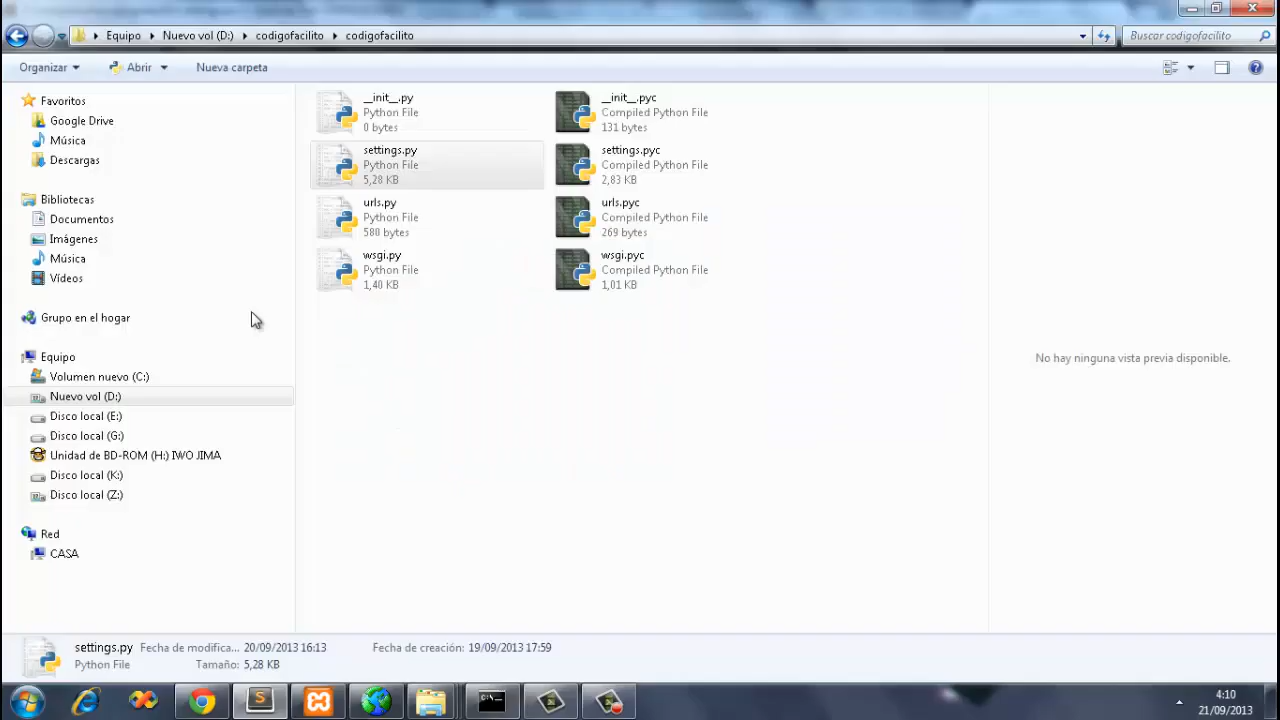 Equipo
Nuevo vol (D:)
codigofacilito
codigofacilito
Buscar codigofacilito
Organizar
Abrir
Nueva carpeta
Favoritos
Google Drive
Música
Descargas
Bibliotecas
Documentos
Imágenes
Música
Vídeos
Grupo en el hogar
Equipo
Volumen nuevo (C:)
Nuevo vol (D:)
Disco local (E:)
Disco local (G:)
Unidad de BD-ROM (H:) IWO JIMA
Disco local (K:)
Disco local (Z:)
Red
CASA
__init__.py
Python File
0 bytes
__init__.pyc
Compiled Python File
131 bytes
settings.py
Python File
5,28 KB
settings.pyc
Compiled Python File
2,83 KB
urls.py
Python File
580 bytes
urls.pyc
Compiled Python File
269 bytes
wsgi.py
Python File
1,40 KB
wsgi.pyc
Compiled Python File
1,01 KB
No hay ninguna vista previa disponible.
settings.py Fecha de modifica... 20/09/2013 16:13 Fecha de creación: 19/09/2013 17:59
Python File Tamaño: 5,28 KB
4:10
21/09/2013